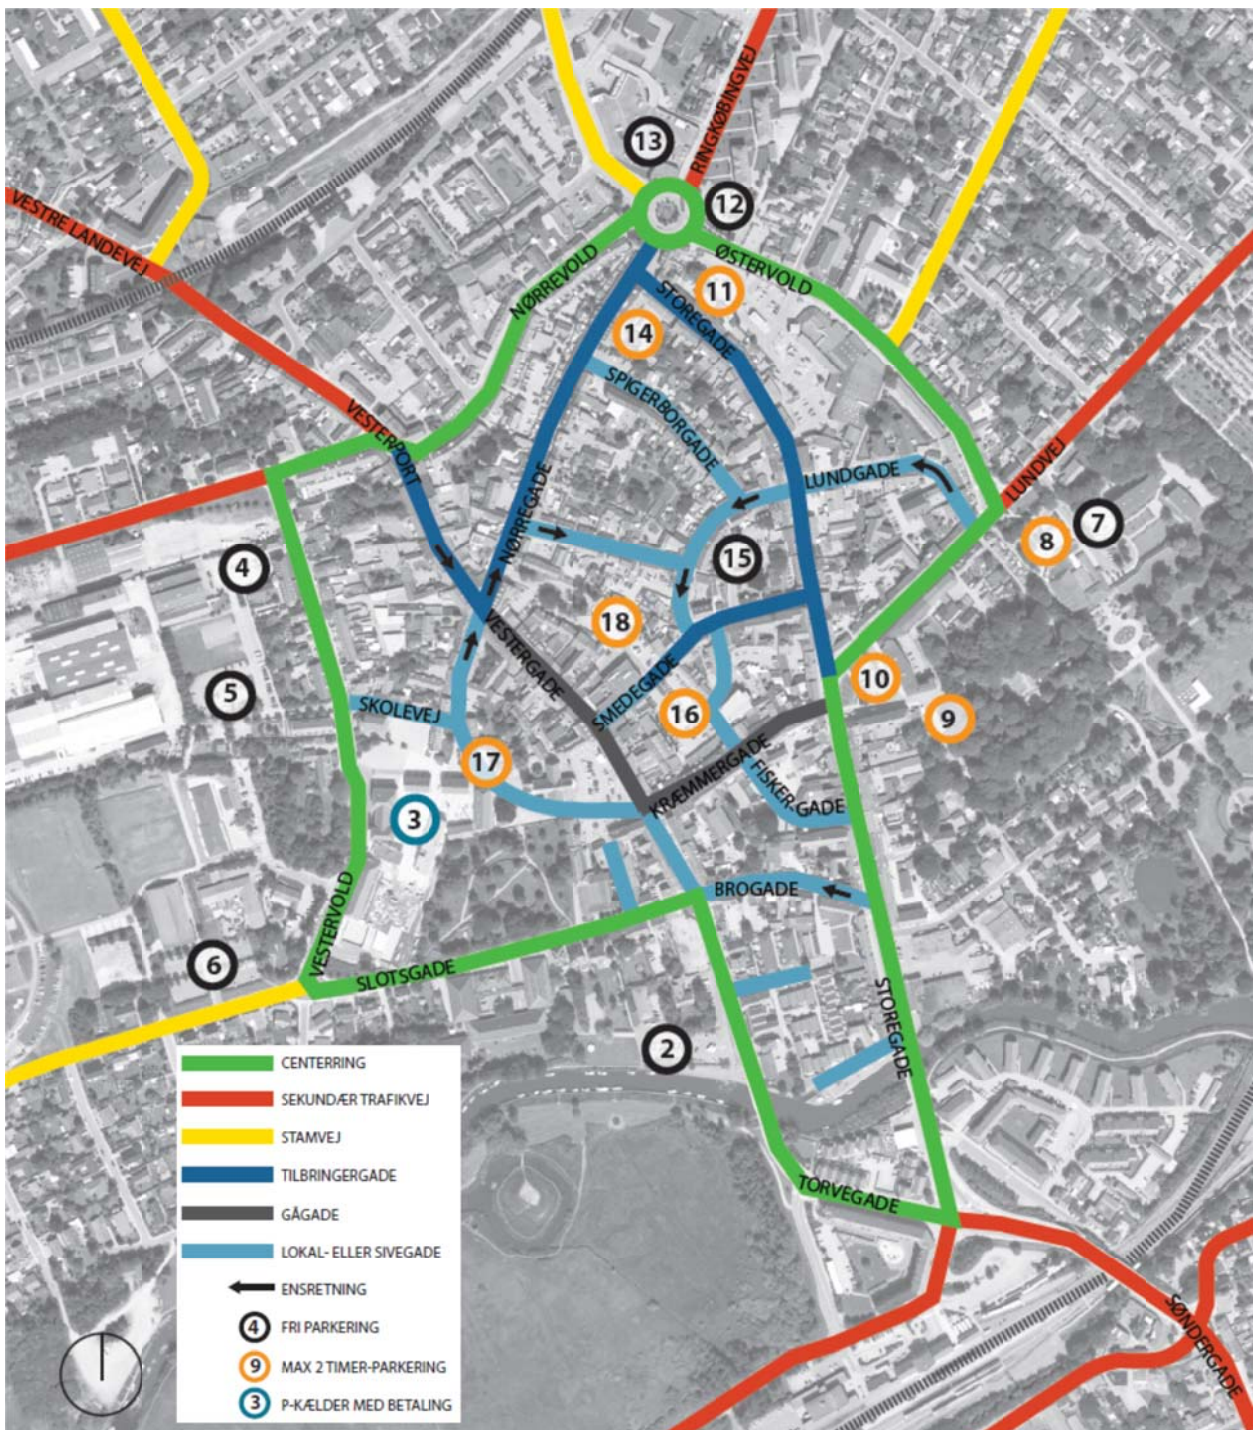 13
RINGKØBINGVEJ
12
VESTRE LANDEVEJ
NØRREVOLD
ØSTERVOLD
11
STOREGADE
14
SPIGERBORGADE
VESTERPORT
LUNDGADE
LUNDVEJ
NØRREGADE
7
8
15
4
18
VESTERGADE
10
5
SKOLEVEJ
SMEDEGADE
16
9
17
KRÆMMERGADE
FISKER-GADE
3
BROGADE
VESTERVOLD
6
SLOTSGADE
STOREGADE
2
TORVEGADE
SØNDERGADE
CENTERRING
SEKUNDÆR TRAFIKVEJ
STAMVEJ
TILBRINGERGADE
GÅGADE
LOKAL- ELLER SIVEGADE
ENSRETNING
4 FRI PARKERING
9 MAX 2 TIMER-PARKERING
3 P-KÆLDER MED BETALING